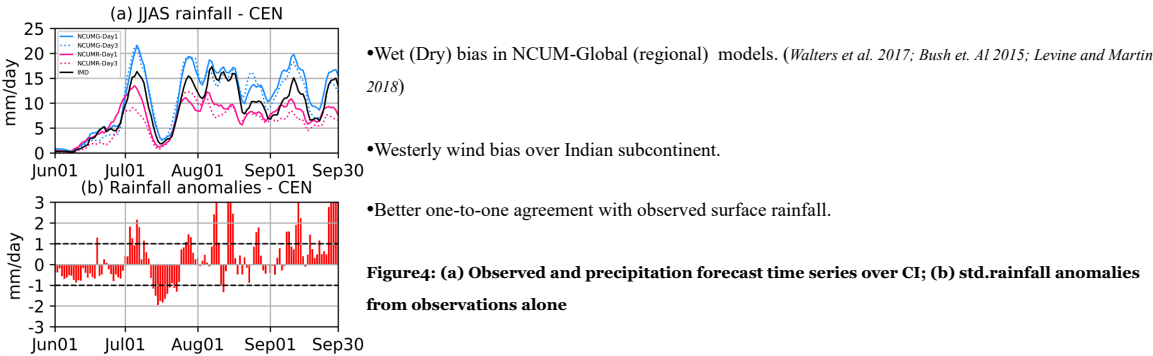 (a) JJAS rainfall - CEN
25
20
15
10
5
0
mm/day
NCUMG-Day1
NCUMG-Day3
NCUMR-Day1
NCUMR-Day3
IMD
Jun01 Jul01 Aug01 Sep01 Sep30
(b) Rainfall anomalies - CEN
3
2
1
0
-1
-2
-3
mm/day
Jun01 Jul01 Aug01 Sep01 Sep30
•Wet (Dry) bias in NCUM-Global (regional) models. (Walters et al. 2017; Bush et. Al 2015; Levine and Martin
2018)
•Westerly wind bias over Indian subcontinent.
•Better one-to-one agreement with observed surface rainfall.
Figure4: (a) Observed and precipitation forecast time series over CI; (b) std.rainfall anomalies
from observations alone